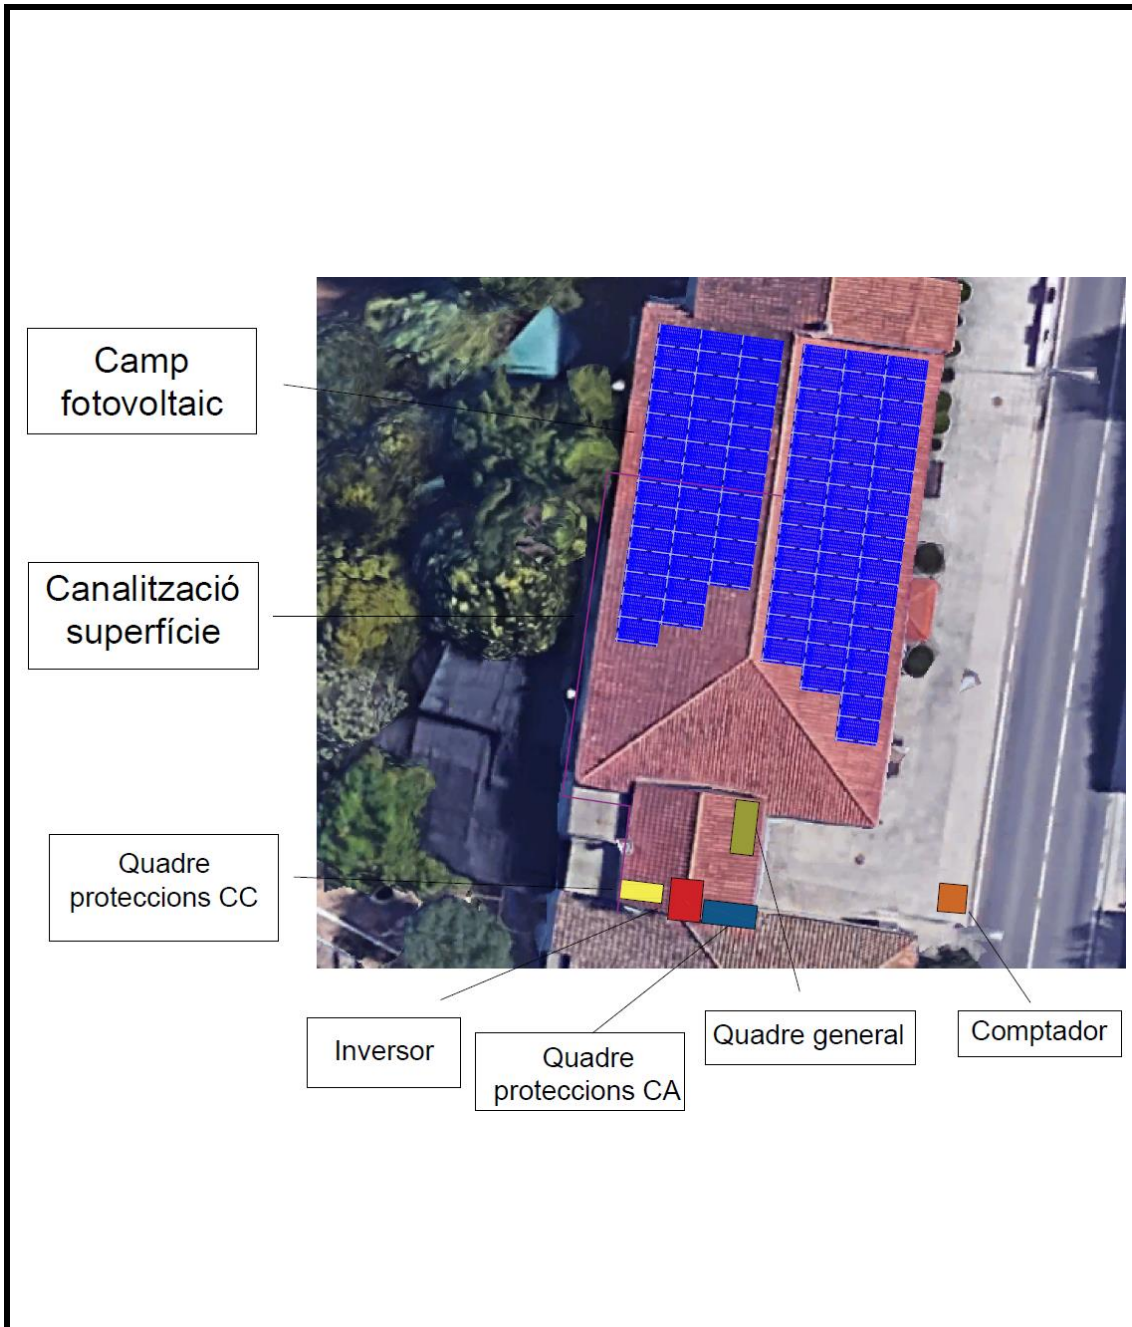 Camp
fotovoltaic
Canalització
superfície
Quadre
proteccions CC
Inversor
Quadre
proteccions CA
Quadre general
Comptador